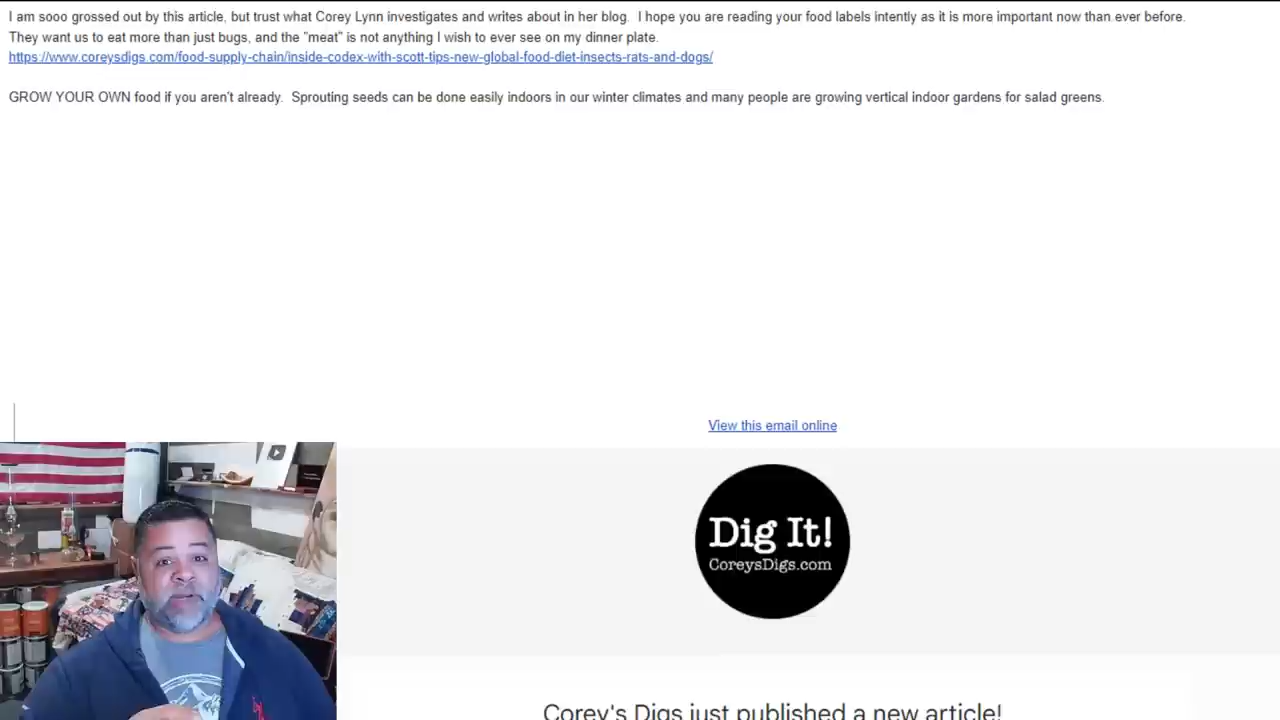 I am sooo grossed out by this article, but trust what Corey Lynn investigates and writes about in her blog.  I hope you are reading your food labels intently as it is more important now than ever before.
They want us to eat more than just bugs, and the "meat" is not anything I wish to ever see on my dinner plate.
https://www.coreysdigs.com/food-supply-chain/inside-codex-with-scott-tips-new-global-food-diet-insects-rats-and-dogs/
GROW YOUR OWN food if you aren't already.  Sprouting seeds can be done easily indoors in our winter climates and many people are growing vertical indoor gardens for salad greens.
View this email online
Dig It!
CoreysDigs.com
Corey's Digs just published a new article!